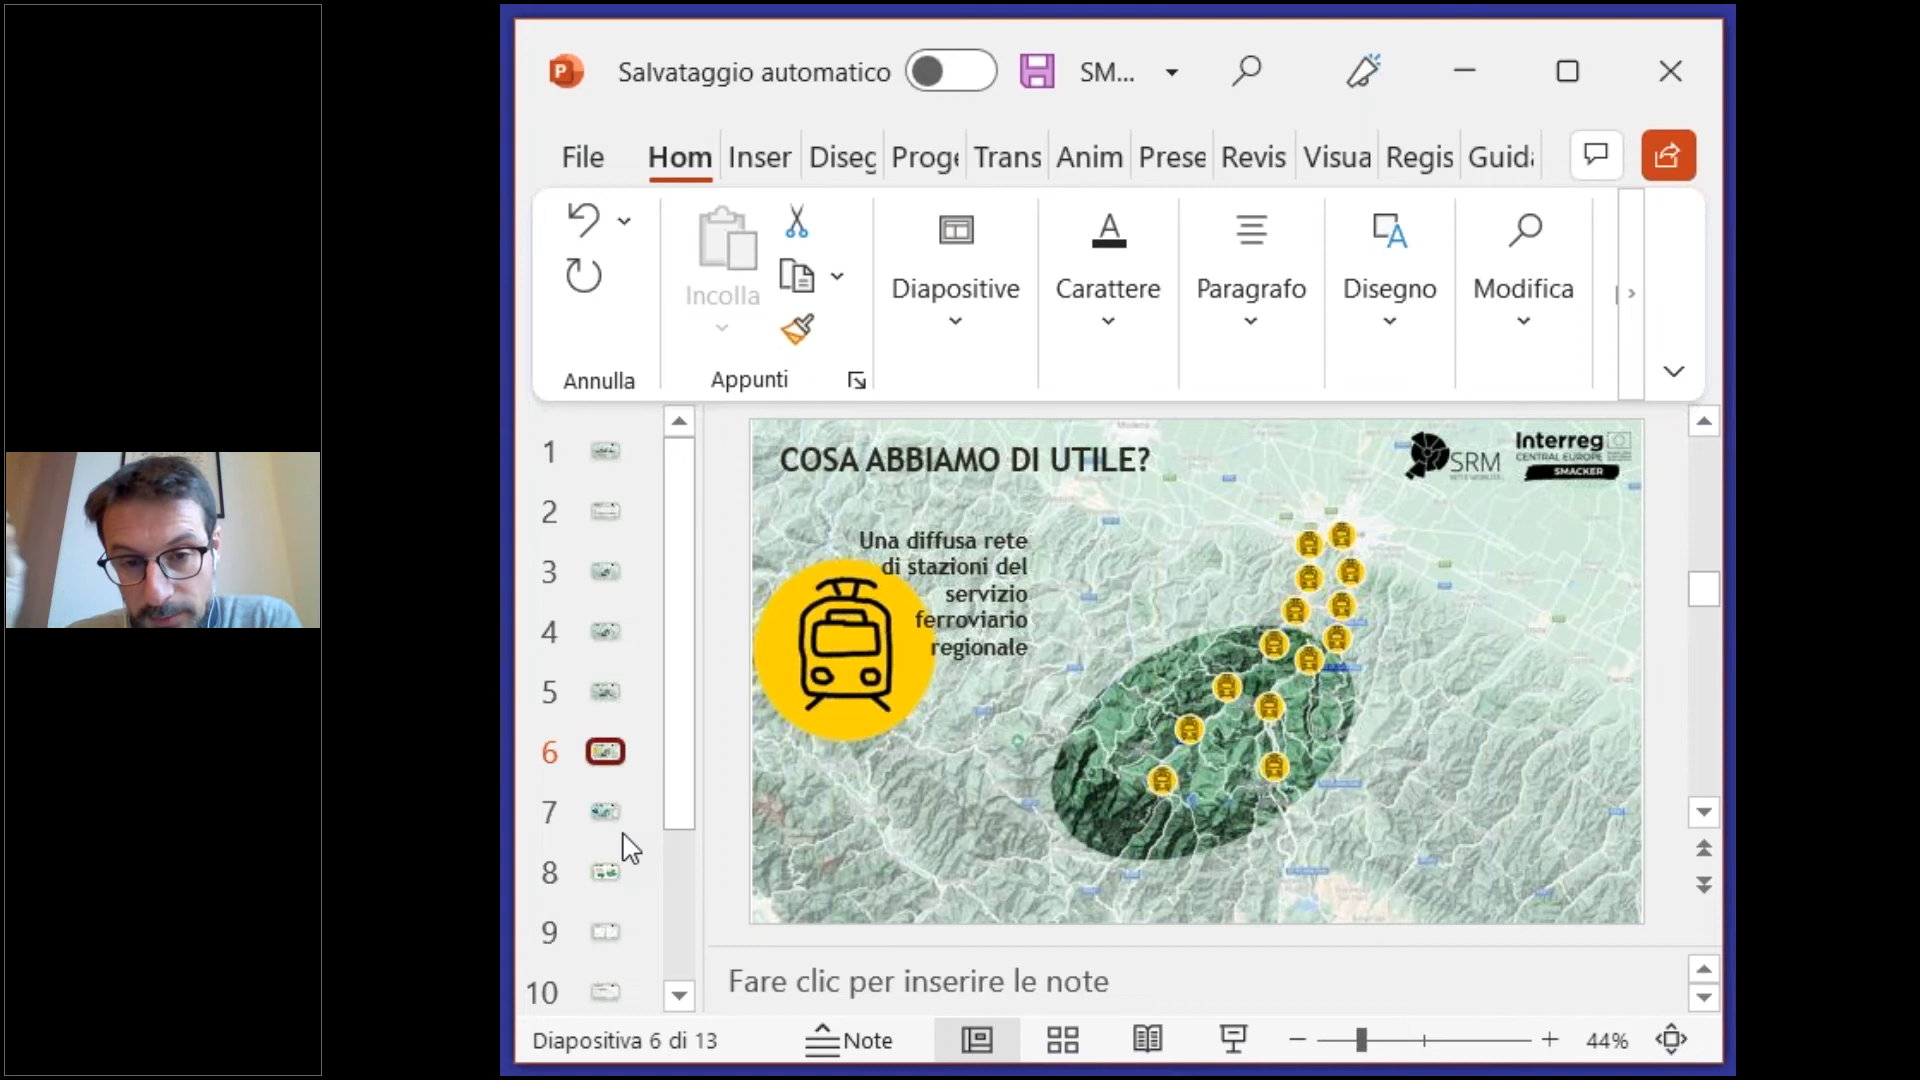 Salvataggio automatico
SM...
File
Hom
Inser
Diseg
Proge
Trans
Anim
Prese
Revis
Visua
Regis
Guida
Incolla
Diapositive
Carattere
Paragrafo
Disegno
Modifica
Annulla
Appunti
1
2
3
4
5
6
7
8
9
10
COSA ABBIAMO DI UTILE?
SRM
Interreg
CENTRAL EUROPE
SMACKER
Una diffusa rete
di stazioni del
servizio
ferroviario
regionale
Fare clic per inserire le note
Diapositiva 6 di 13
Note
44%